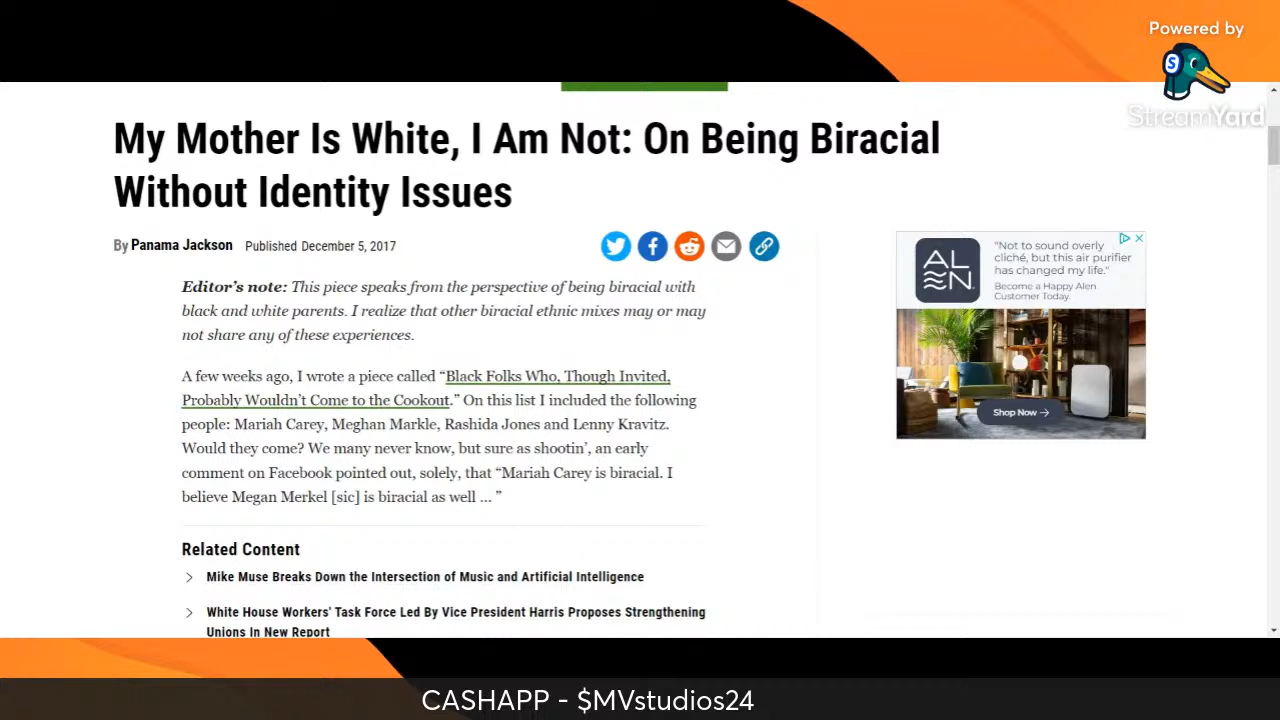 Powered by
S
StreamYard
My Mother Is White, I Am Not: On Being Biracial
Without Identity Issues
By Panama Jackson Published December 5, 2017
Editor's note: This piece speaks from the perspective of being biracial with
black and white parents. I realize that other biracial ethnic mixes may or may
not share any of these experiences.
A few weeks ago, I wrote a piece called “Black Folks Who, Though Invited,
Probably Wouldn’t Come to the Cookout.” On this list I included the following
people: Mariah Carey, Meghan Markle, Rashida Jones and Lenny Kravitz.
Would they come? We many never know, but sure as shootin’, an early
comment on Facebook pointed out, solely, that “Mariah Carey is biracial. I
believe Megan Merkel [sic] is biracial as well … ”
Related Content
Mike Muse Breaks Down the Intersection of Music and Artificial Intelligence
White House Workers' Task Force Led By Vice President Harris Proposes Strengthening
Unions In New Report
ALEN
"Not to sound overly
cliché, but this air purifier
has changed my life."
Become a Happy Alen
Customer Today.
Shop Now →
CASHAPP - $MVstudios24